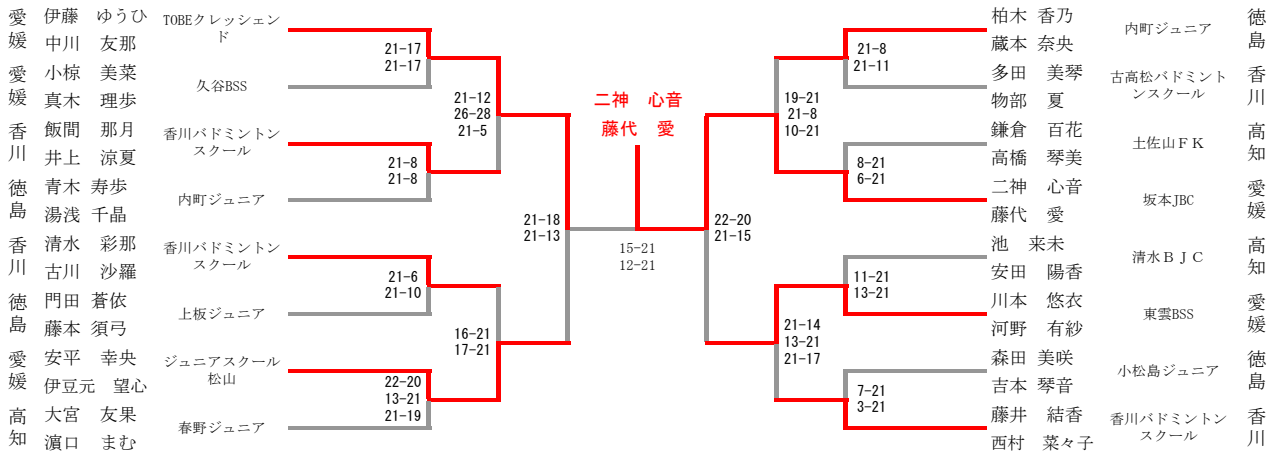 愛媛
伊藤　ゆうひ
中川　友那
TOBEクレッシェン
ド
愛媛
小椋　美菜
真木　理歩
久谷BSS
香川
飯間　那月
井上　涼夏
香川バドミントン
スクール
徳島
青木 寿歩
湯浅 千晶
内町ジュニア
香川
清水　彩那
古川　沙羅
香川バドミントン
スクール
徳島
門田 蒼依
藤本 須弓
上板ジュニア
愛媛
安平　幸央
伊豆元　望心
ジュニアスクール
松山
高知
大宮　友果
濵口　まむ
春野ジュニア
21-17
21-17
21-8
21-8
21-6
21-10
22-20
13-21
21-19
21-12
26-28
21-5
16-21
17-21
21-18
21-13
二神　心音
藤代　愛
15-21
12-21
22-20
21-15
19-21
21-8
10-21
21-14
13-21
21-17
21-8
21-11
8-21
6-21
11-21
13-21
7-21
3-21
柏木 香乃
蔵本 奈央
内町ジュニア
徳島
多田　美琴
物部　夏
古高松バドミント
ンスクール
香川
鎌倉　百花
高橋　琴美
土佐山ＦＫ
高知
二神　心音
藤代　愛
坂本JBC
愛媛
池　来未
安田　陽香
清水ＢＪＣ
高知
川本　悠衣
河野　有紗
東雲BSS
愛媛
森田 美咲
吉本 琴音
小松島ジュニア
徳島
藤井　結香
西村　菜々子
香川バドミントン
スクール
香川